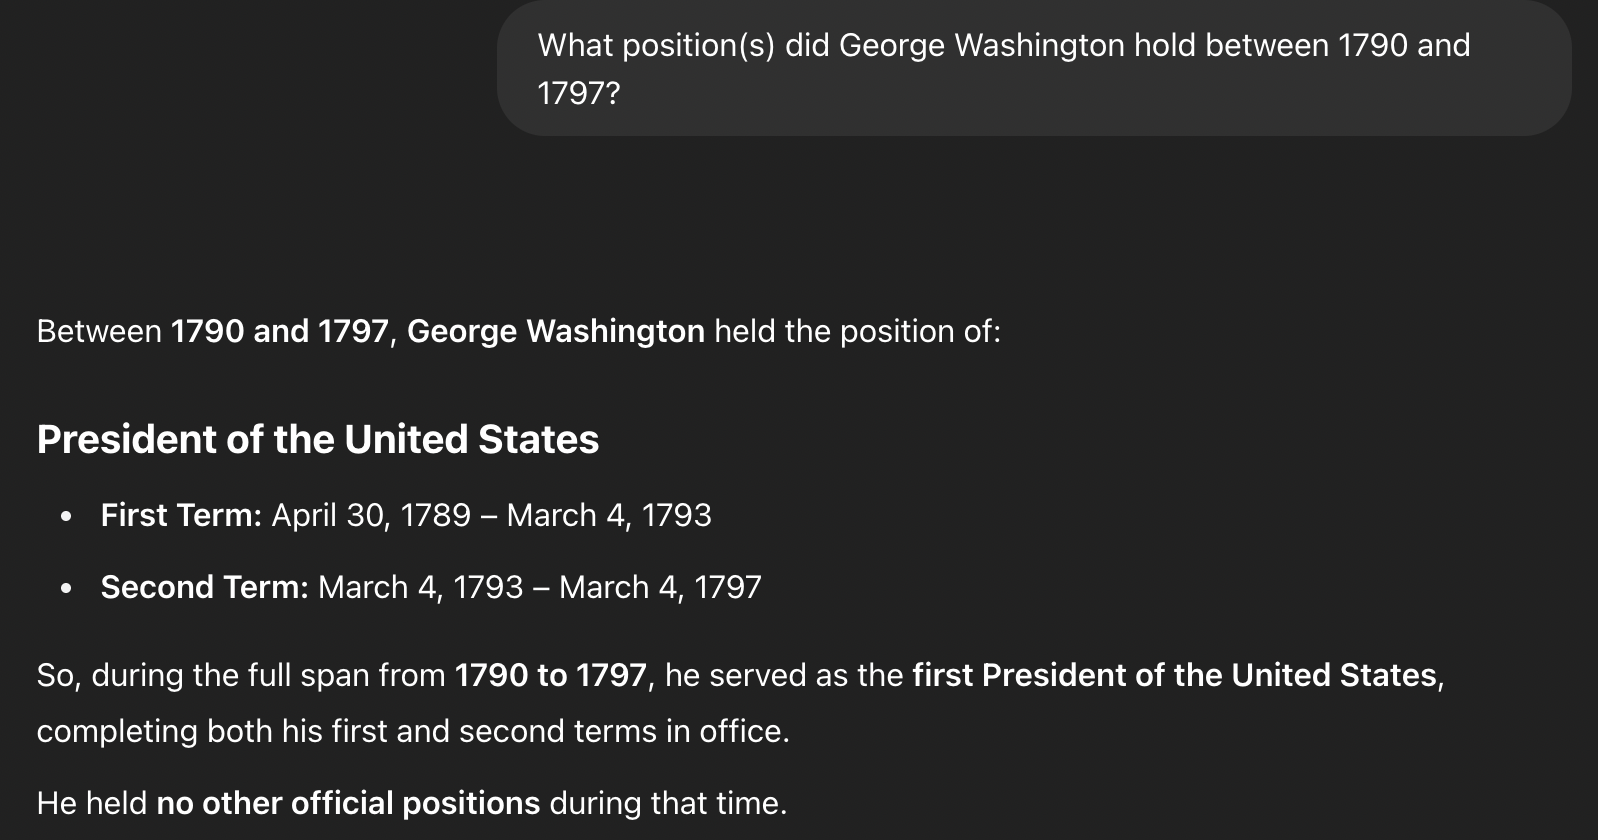 What position(s) did George Washington hold between 1790 and
1797?
Between 1790 and 1797, George Washington held the position of:
President of the United States
• First Term: April 30, 1789 – March 4, 1793
• Second Term: March 4, 1793 – March 4, 1797
So, during the full span from 1790 to 1797, he served as the first President of the United States,
completing both his first and second terms in office.
He held no other official positions during that time.